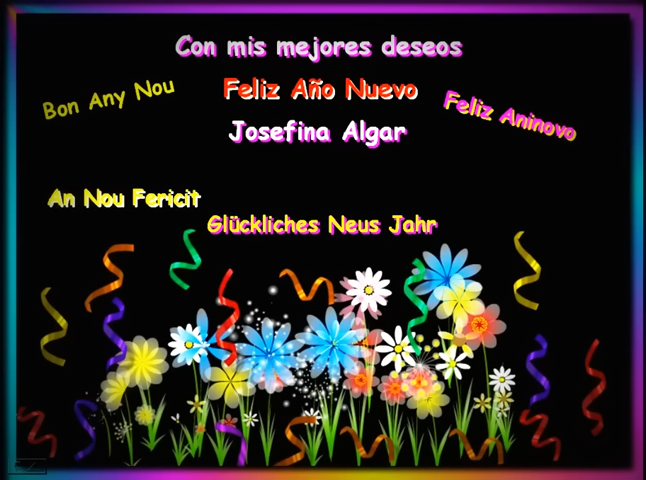 Con mis mejores deseos
Bon Any Nou
Feliz Año Nuevo
Feliz Aninovo
Josefina Algar
An Nou Fericit
Glückliches Neus Jahr